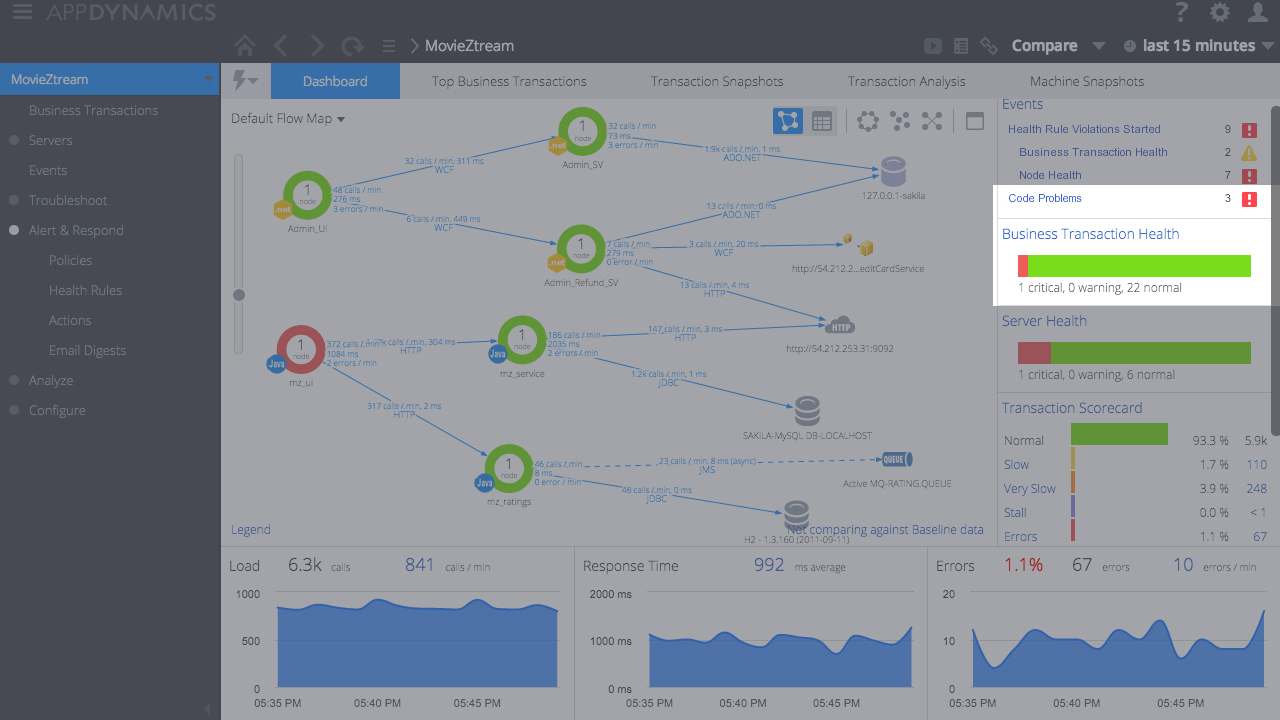 APPDYNAMICS
?
MovieZtream
Compare
last 15 minutes
MovieZtream
Business Transactions
Servers
Events
Troubleshoot
Alert & Respond
Policies
Health Rules
Actions
Email Digests
Analyze
Configure
Dashboard
Top Business Transactions
Transaction Snapshots
Transaction Analysis
Machine Snapshots
Default Flow Map
1
node
.net
Admin_SV
32 calls / min
73 ms
3 errors / min
1.9k calls / min, 1 ms
ADO.NET
127.0.0.1-sakila
32 calls / min, 311 ms
WCF
1
node
.net
Admin_UI
48 calls / min
276 ms
3 errors / min
6 calls / min, 449 ms
WCF
13 calls / min, 0 ms
ADO.NET
1
node
.net
Admin_Refund_SV
7 calls / min
279 ms
0 error / min
3 calls / min, 20 ms
WCF
http://54.212.2...editCardService
13 calls / min, 4 ms
HTTP
HTTP
http://54.212.253.31:9092
1
node
Java
mz_ui
372 calls / min
1084 ms
2 errors / min
calls / min, 304 ms
HTTP
1
node
Java
mz_service
186 calls / min
2035 ms
2 errors / min
147 calls / min, 3 ms
HTTP
1.2k calls / min, 1 ms
JDBC
SAKILA-MySQL DB-LOCALHOST
317 calls / min, 2 ms
HTTP
1
node
Java
mz_ratings
46 calls / min
8 ms
0 error / min
23 calls / min, 8 ms (async)
JMS
QUEUE
Active MQ-RATING.QUEUE
46 calls / min, 0 ms
JDBC
H2 - 1.3.160 (2011-09-11)
Legend
Not comparing against Baseline data
Events
Health Rule Violations Started 9
Business Transaction Health 2
Node Health 7
Code Problems 3
Business Transaction Health
1 critical, 0 warning, 22 normal
Server Health
1 critical, 0 warning, 6 normal
Transaction Scorecard
Normal 93.3 % 5.9k
Slow 1.7 % 110
Very Slow 3.9 % 248
Stall 0.0 % < 1
Errors 1.1 % 67
Load 6.3k calls 841 calls / min
1000
500
0
05:35 PM 05:40 PM 05:45 PM
Response Time 992 ms average
2000 ms
1000 ms
0 ms
05:35 PM 05:40 PM 05:45 PM
Errors 1.1% 67 errors 10 errors / min
20
10
0
05:35 PM 05:40 PM 05:45 PM